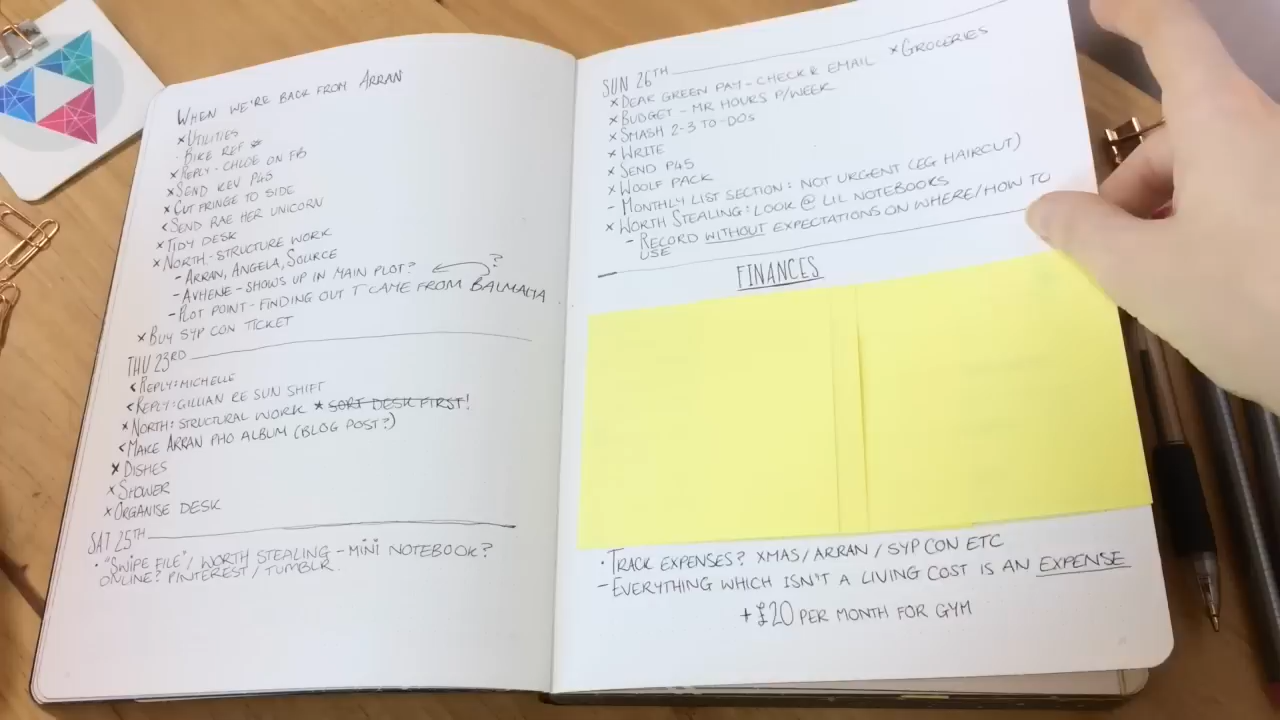 WHEN WE'RE BACK FROM ARRAN
× UTILITIES
· BIKE REF
× REPLY - CHLOE ON FB
× SEND KEV P45
× CUT FRINGE TO SIDE
< SEND RAE HER UNICORN
× TIDY DESK
× NORTH - STRUCTURE WORK
- ARRAN, ANGELA, SOURCE
- AVHENE - SHOWS UP IN MAIN PLOT? ?
- PLOT POINT - FINDING OUT T CAME FROM BALMALIA
× BUY SYP CON TICKET
THU 23RD
< REPLY: MICHELLE
< REPLY: GILLIAN RE SUN SHIFT
× NORTH: STRUCTURAL WORK * SORT DESK FIRST!
< MAKE ARRAN PHO ALBUM (BLOG POST?)
× DISHES
× SHOWER
× ORGANISE DESK
SAT 25TH
· "SWIPE FILE" / WORTH STEALING - MINI NOTEBOOK?
ONLINE? PINTEREST / TUMBLR.
SUN 26TH
× DEAR GREEN PAY - CHECK & EMAIL × GROCERIES
× BUDGET - MR HOURS P/WEEK
× SMASH 2-3 TO-DOS
× WRITE
× SEND P45
× WOOLF PACK
- MONTHLY LIST SECTION: NOT URGENT (EG HAIRCUT)
× WORTH STEALING: LOOK @ LIL NOTEBOOKS
- RECORD WITHOUT EXPECTATIONS ON WHERE/HOW TO
USE
FINANCES
· TRACK EXPENSES? XMAS / ARRAN / SYP CON ETC
- EVERYTHING WHICH ISN'T A LIVING COST IS AN EXPENSE
+ £20 PER MONTH FOR GYM